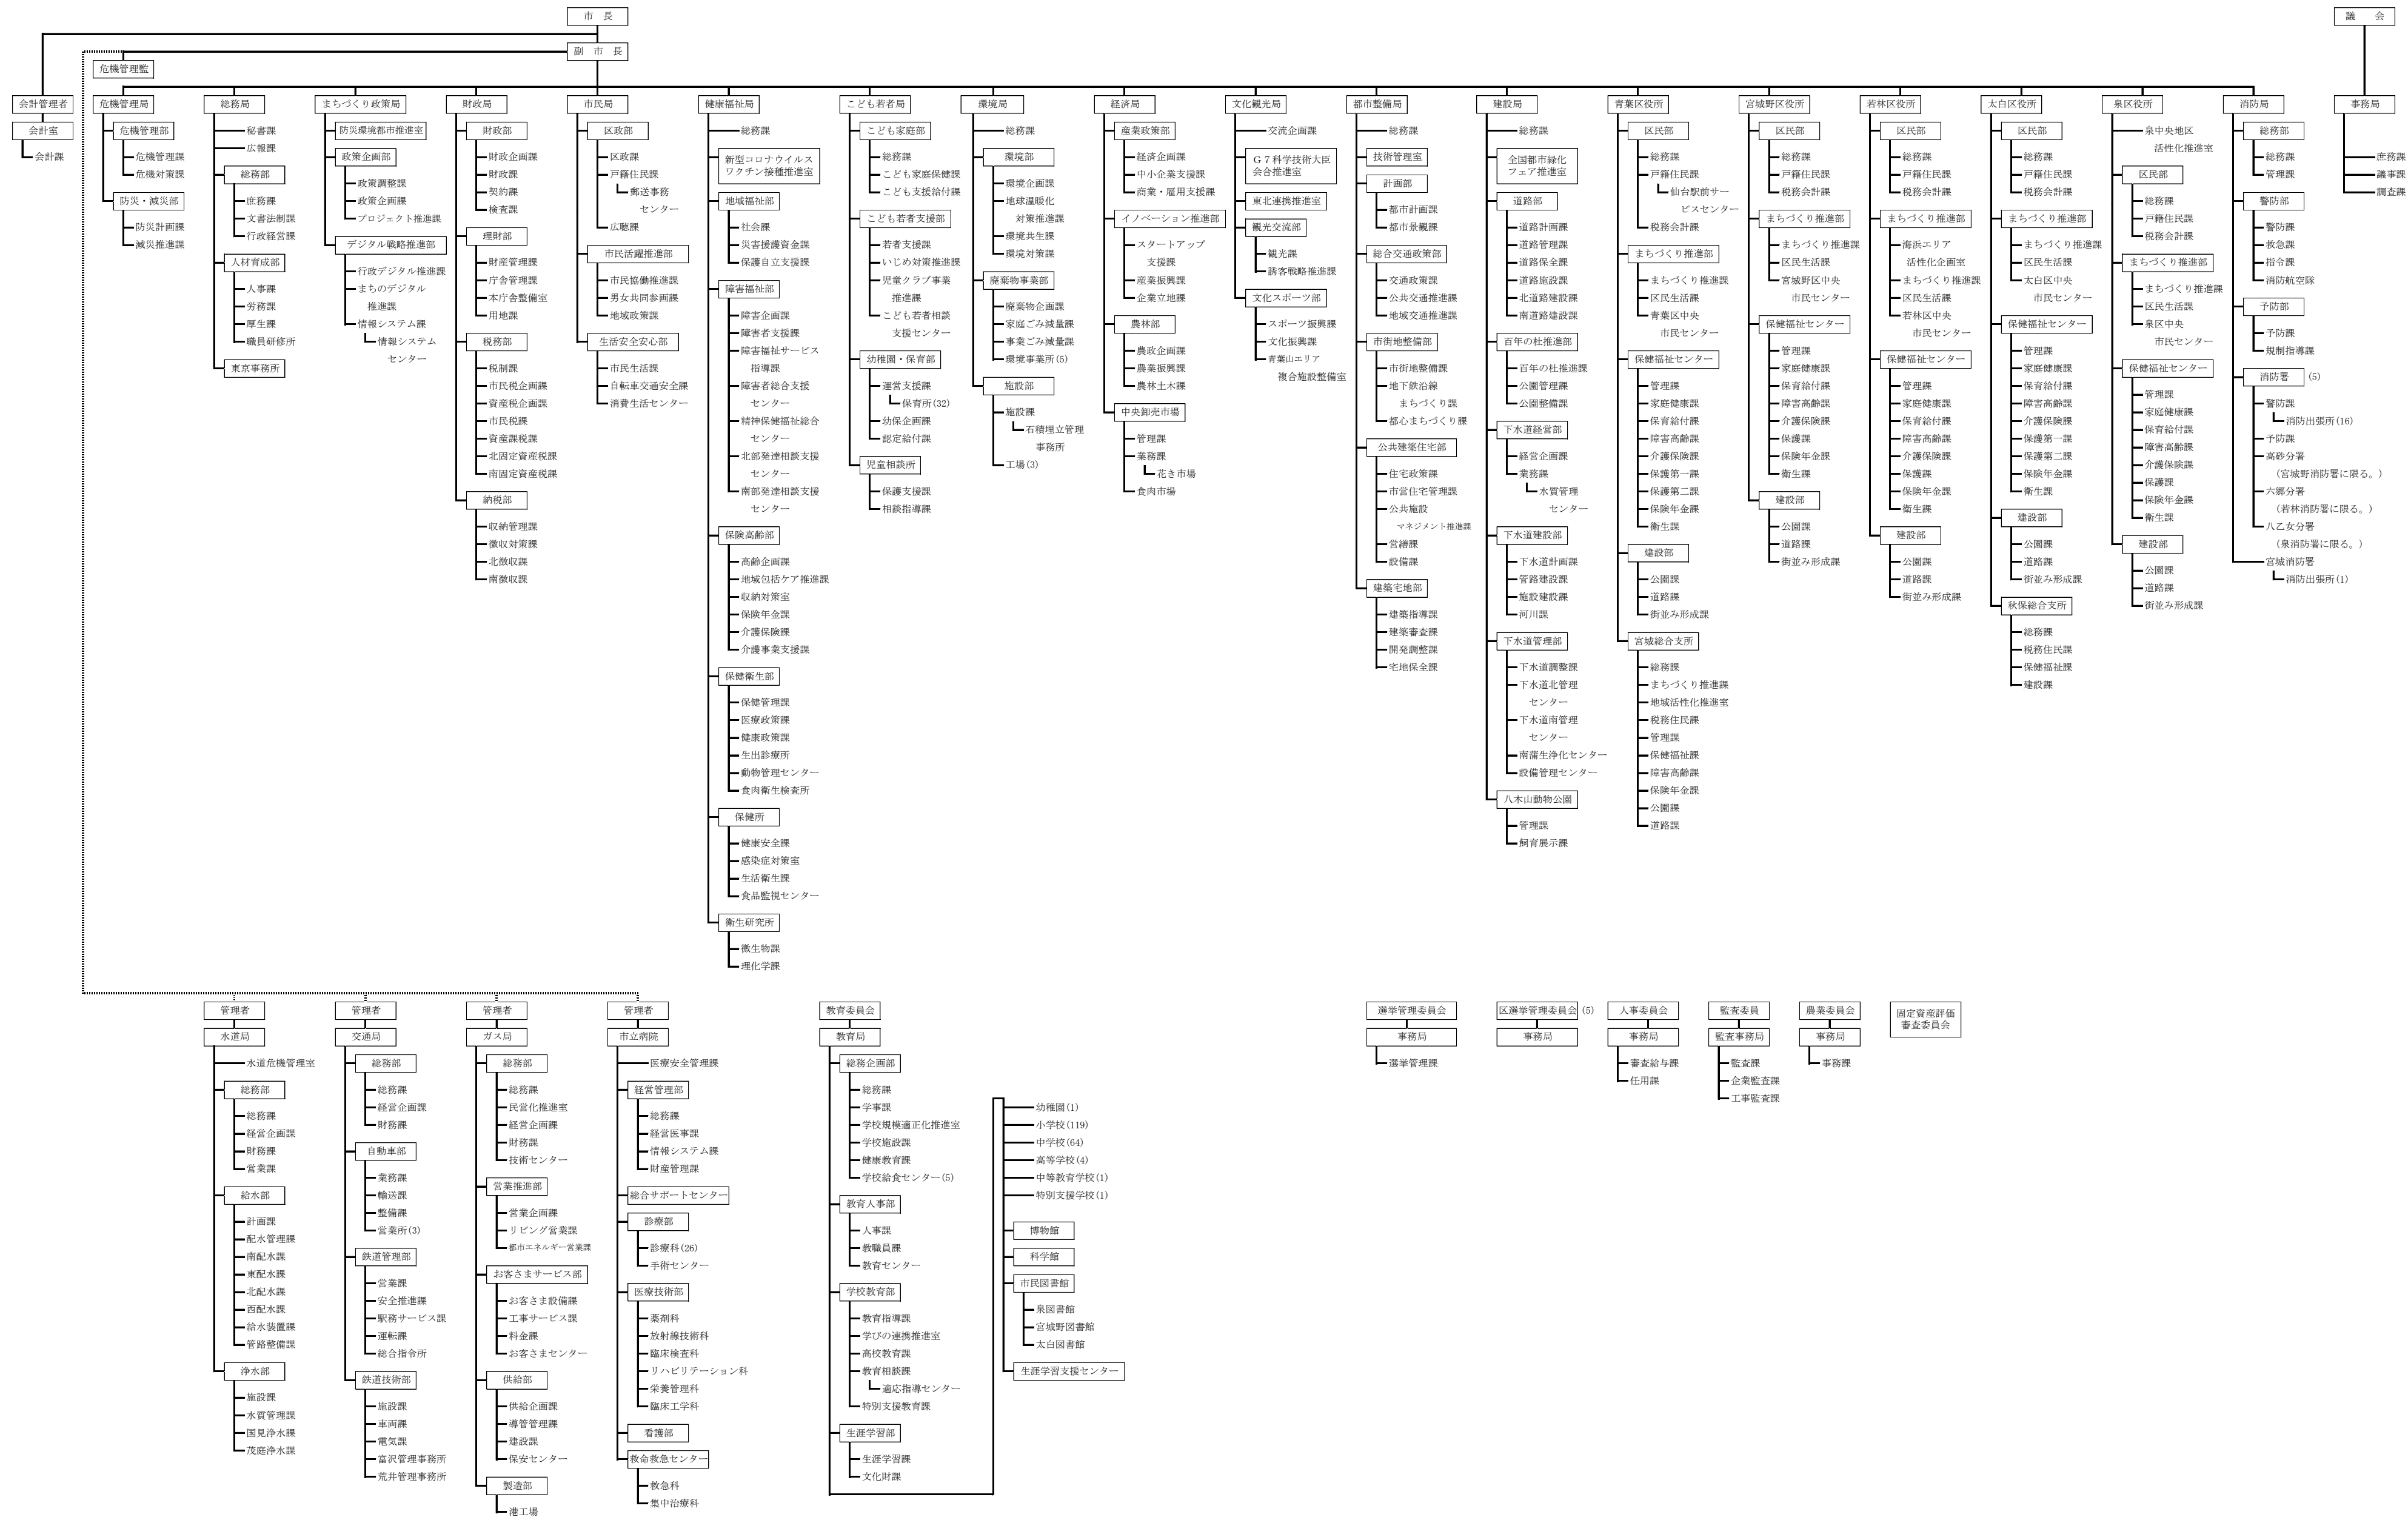 市　長
議　　会
副　市　長
危機管理監
会計管理者
会計室
会計課
危機管理局
危機管理部
危機管理課
危機対策課
防災・減災部
防災計画課
減災推進課
総務局
秘書課
広報課
総務部
庶務課
文書法制課
行政経営課
人材育成部
人事課
労務課
厚生課
職員研修所
東京事務所
まちづくり政策局
防災環境都市推進室
政策企画部
政策調整課
政策企画課
プロジェクト推進課
デジタル戦略推進部
行政デジタル推進課
まちのデジタル
推進課
情報システム課
情報システム
センター
財政局
財政部
財政企画課
財政課
契約課
検査課
理財部
財産管理課
庁舎管理課
本庁舎整備室
用地課
税務部
税制課
市民税企画課
資産税企画課
市民税課
資産課税課
北固定資産税課
南固定資産税課
納税部
収納管理課
徴収対策課
北徴収課
南徴収課
市民局
区政部
区政課
戸籍住民課
郵送事務
センター
広聴課
市民活躍推進部
市民協働推進課
男女共同参画課
地域政策課
生活安全安心部
市民生活課
自転車交通安全課
消費生活センター
健康福祉局
総務課
新型コロナウイルス
ワクチン接種推進室
地域福祉部
社会課
災害援護資金課
保護自立支援課
障害福祉部
障害企画課
障害者支援課
障害福祉サービス
指導課
障害者総合支援
センター
精神保健福祉総合
センター
北部発達相談支援
センター
南部発達相談支援
センター
保険高齢部
高齢企画課
地域包括ケア推進課
収納対策室
保険年金課
介護保険課
介護事業支援課
保健衛生部
保健管理課
医療政策課
健康政策課
生出診療所
動物管理センター
食肉衛生検査所
保健所
健康安全課
感染症対策室
生活衛生課
食品監視センター
衛生研究所
微生物課
理化学課
こども若者局
こども家庭部
総務課
こども家庭保健課
こども支援給付課
こども若者支援部
若者支援課
いじめ対策推進課
児童クラブ事業
推進課
こども若者相談
支援センター
幼稚園・保育部
運営支援課
保育所(32)
幼保企画課
認定給付課
児童相談所
保護支援課
相談指導課
環境局
総務課
環境部
環境企画課
地球温暖化
対策推進課
環境共生課
環境対策課
廃棄物事業部
廃棄物企画課
家庭ごみ減量課
事業ごみ減量課
環境事業所(5)
施設部
施設課
石積埋立管理
事務所
工場(3)
経済局
産業政策部
経済企画課
中小企業支援課
商業・雇用支援課
イノベーション推進部
スタートアップ
支援課
産業振興課
企業立地課
農林部
農政企画課
農業振興課
農林土木課
中央卸売市場
管理課
業務課
花き市場
食肉市場
文化観光局
交流企画課
Ｇ７科学技術大臣
会合推進室
東北連携推進室
観光交流部
観光課
誘客戦略推進課
文化スポーツ部
スポーツ振興課
文化振興課
青葉山エリア
複合施設整備室
都市整備局
総務課
技術管理室
計画部
都市計画課
都市景観課
総合交通政策部
交通政策課
公共交通推進課
地域交通推進課
市街地整備部
市街地整備課
地下鉄沿線
まちづくり課
都心まちづくり課
公共建築住宅部
住宅政策課
市営住宅管理課
公共施設
マネジメント推進課
営繕課
設備課
建築宅地部
建築指導課
建築審査課
開発調整課
宅地保全課
建設局
総務課
全国都市緑化
フェア推進室
道路部
道路計画課
道路管理課
道路保全課
道路施設課
北道路建設課
南道路建設課
百年の杜推進部
百年の杜推進課
公園管理課
公園整備課
下水道経営部
経営企画課
業務課
水質管理
センター
下水道建設部
下水道計画課
管路建設課
施設建設課
河川課
下水道管理部
下水道調整課
下水道北管理
センター
下水道南管理
センター
南蒲生浄化センター
設備管理センター
八木山動物公園
管理課
飼育展示課
青葉区役所
区民部
総務課
戸籍住民課
仙台駅前サー
ビスセンター
税務会計課
まちづくり推進部
まちづくり推進課
区民生活課
青葉区中央
市民センター
保健福祉センター
管理課
家庭健康課
保育給付課
障害高齢課
介護保険課
保護第一課
保護第二課
保険年金課
衛生課
建設部
公園課
道路課
街並み形成課
宮城総合支所
総務課
まちづくり推進課
地域活性化推進室
税務住民課
管理課
保健福祉課
障害高齢課
保険年金課
公園課
道路課
宮城野区役所
区民部
総務課
戸籍住民課
税務会計課
まちづくり推進部
まちづくり推進課
区民生活課
宮城野区中央
市民センター
保健福祉センター
管理課
家庭健康課
保育給付課
障害高齢課
介護保険課
保護課
保険年金課
衛生課
建設部
公園課
道路課
街並み形成課
若林区役所
区民部
総務課
戸籍住民課
税務会計課
まちづくり推進部
海浜エリア
活性化企画室
まちづくり推進課
区民生活課
若林区中央
市民センター
保健福祉センター
管理課
家庭健康課
保育給付課
障害高齢課
介護保険課
保護課
保険年金課
衛生課
建設部
公園課
道路課
街並み形成課
太白区役所
区民部
総務課
戸籍住民課
税務会計課
まちづくり推進部
まちづくり推進課
区民生活課
太白区中央
市民センター
保健福祉センター
管理課
家庭健康課
保育給付課
障害高齢課
介護保険課
保護第一課
保護第二課
保険年金課
衛生課
建設部
公園課
道路課
街並み形成課
秋保総合支所
総務課
税務住民課
保健福祉課
建設課
泉区役所
泉中央地区
活性化推進室
区民部
総務課
戸籍住民課
税務会計課
まちづくり推進部
まちづくり推進課
区民生活課
泉区中央
市民センター
保健福祉センター
管理課
家庭健康課
保育給付課
障害高齢課
介護保険課
保護課
保険年金課
衛生課
建設部
公園課
道路課
街並み形成課
消防局
総務部
総務課
管理課
警防部
警防課
救急課
指令課
消防航空隊
予防部
予防課
規制指導課
消防署 (5)
警防課
消防出張所(16)
予防課
高砂分署
（宮城野消防署に限る。）
六郷分署
（若林消防署に限る。）
八乙女分署
（泉消防署に限る。）
宮城消防署
消防出張所(1)
事務局
庶務課
議事課
調査課
管理者
水道局
水道危機管理室
総務部
総務課
経営企画課
財務課
営業課
給水部
計画課
配水管理課
南配水課
東配水課
北配水課
西配水課
給水装置課
管路整備課
浄水部
施設課
水質管理課
国見浄水課
茂庭浄水課
管理者
交通局
総務部
総務課
経営企画課
財務課
自動車部
業務課
輸送課
整備課
営業所(3)
鉄道管理部
営業課
安全推進課
駅務サービス課
運転課
総合指令所
鉄道技術部
施設課
車両課
電気課
富沢管理事務所
荒井管理事務所
管理者
ガス局
総務部
総務課
民営化推進室
経営企画課
財務課
技術センター
営業推進部
営業企画課
リビング営業課
都市エネルギー営業課
お客さまサービス部
お客さま設備課
工事サービス課
料金課
お客さまセンター
供給部
供給企画課
導管管理課
建設課
保安センター
製造部
港工場
管理者
市立病院
医療安全管理課
経営管理部
総務課
経営医事課
情報システム課
財産管理課
総合サポートセンター
診療部
診療科(26)
手術センター
医療技術部
薬剤科
放射線技術科
臨床検査科
リハビリテーション科
栄養管理科
臨床工学科
看護部
救命救急センター
救急科
集中治療科
教育委員会
教育局
総務企画部
総務課
学事課
学校規模適正化推進室
学校施設課
健康教育課
学校給食センター(5)
教育人事部
人事課
教職員課
教育センター
学校教育部
教育指導課
学びの連携推進室
高校教育課
教育相談課
適応指導センター
特別支援教育課
生涯学習部
生涯学習課
文化財課
幼稚園(1)
小学校(119)
中学校(64)
高等学校(4)
中等教育学校(1)
特別支援学校(1)
博物館
科学館
市民図書館
泉図書館
宮城野図書館
太白図書館
生涯学習支援センター
選挙管理委員会
事務局
選挙管理課
区選挙管理委員会 (5)
事務局
人事委員会
事務局
審査給与課
任用課
監査委員
監査事務局
監査課
企業監査課
工事監査課
農業委員会
事務局
事務課
固定資産評価
審査委員会